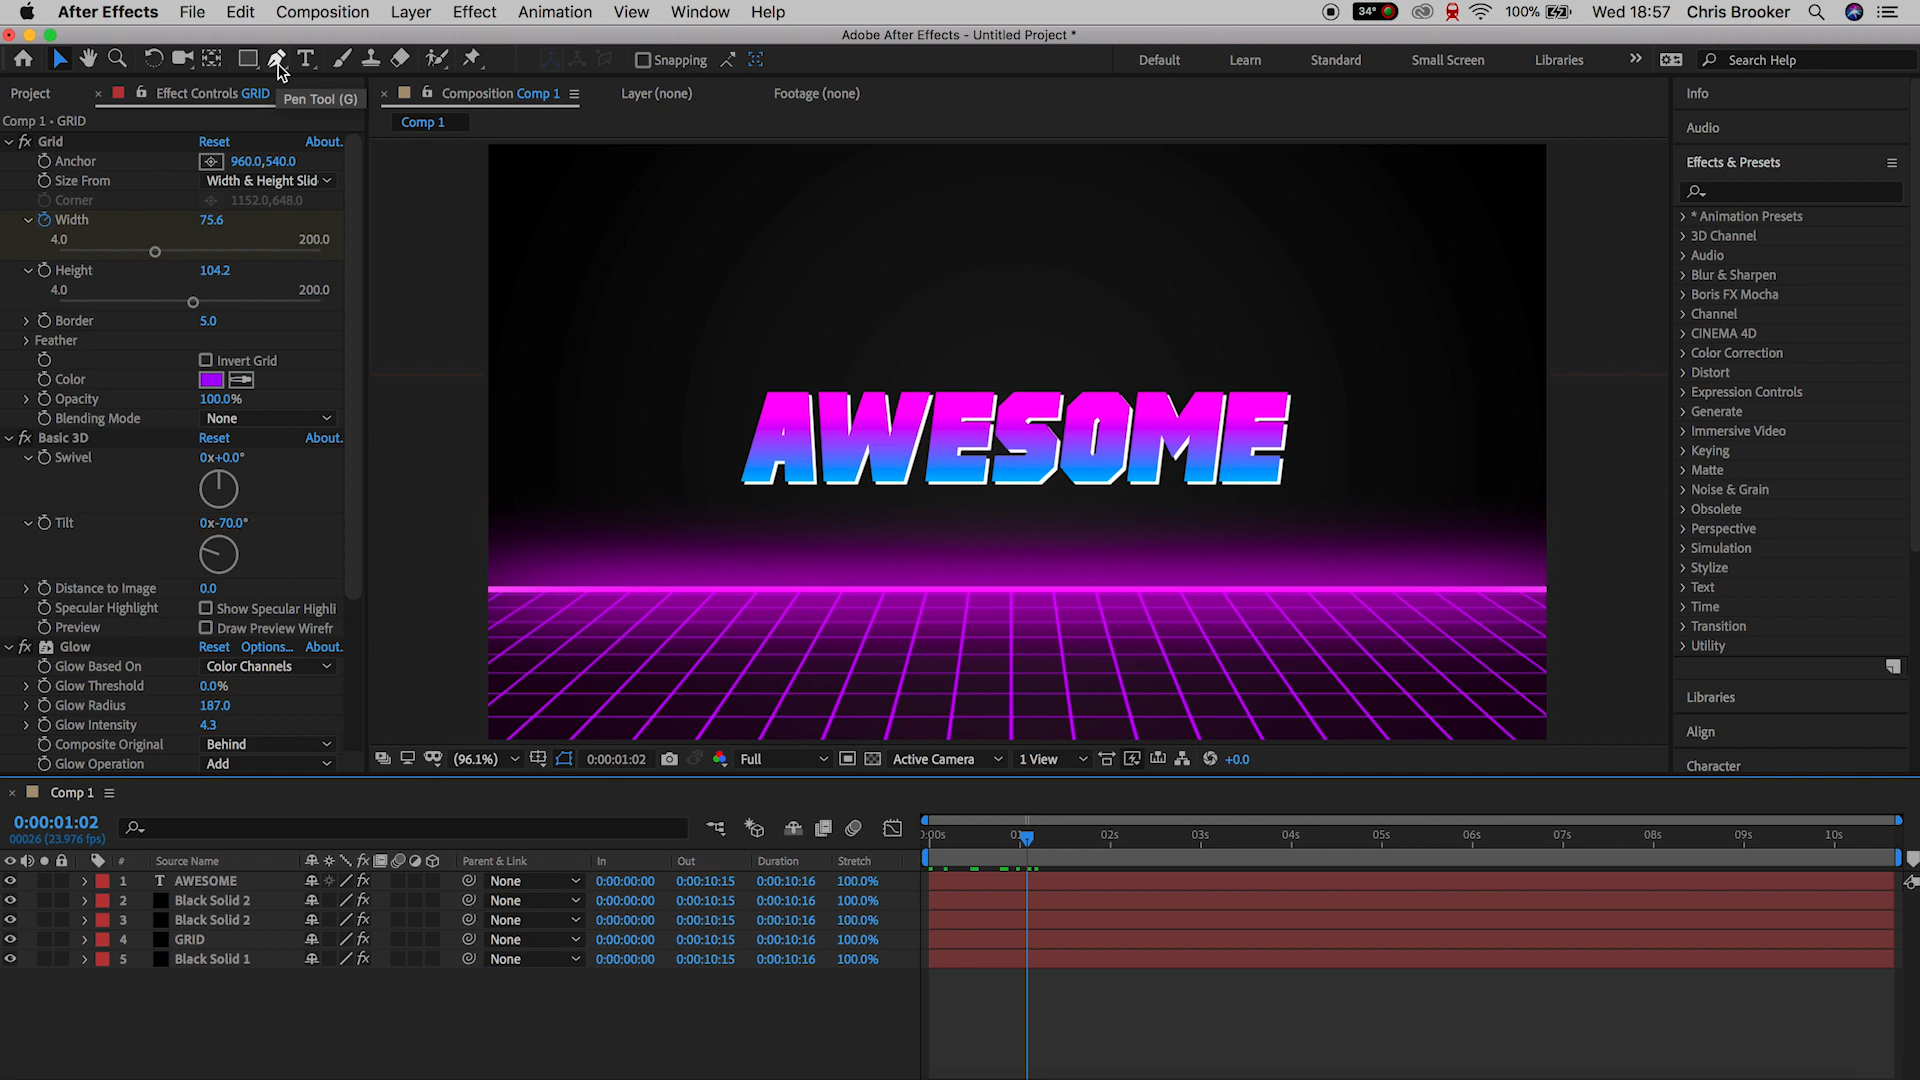 After Effects File Edit Composition Layer Effect Animation View Window Help 34° 100% Wed 18:57 Chris Brooker
Adobe After Effects - Untitled Project *
Snapping Default Learn Standard Small Screen Libraries » Search Help
Project × Effect Controls GRID × Composition Comp 1 Layer (none) Footage (none)
Pen Tool (G)
Comp 1 • GRID
Comp 1
fx Grid Reset About.
Anchor 960.0,540.0
Size From Width & Height Slid
Corner 1152.0,648.0
Width 75.6
4.0 200.0
Height 104.2
4.0 200.0
Border 5.0
Feather
Invert Grid
Color
Opacity 100.0%
Blending Mode None
fx Basic 3D Reset About.
Swivel 0x+0.0°
Tilt 0x-70.0°
Distance to Image 0.0
Specular Highlight Show Specular Highli
Preview Draw Preview Wirefr
fx Glow Reset Options... About.
Glow Based On Color Channels
Glow Threshold 0.0%
Glow Radius 187.0
Glow Intensity 4.3
Composite Original Behind
Glow Operation Add
AWESOME
(96.1%) 0:00:01:02 Full Active Camera 1 View +0.0
Info
Audio
Effects & Presets
* Animation Presets
3D Channel
Audio
Blur & Sharpen
Boris FX Mocha
Channel
CINEMA 4D
Color Correction
Distort
Expression Controls
Generate
Immersive Video
Keying
Matte
Noise & Grain
Obsolete
Perspective
Simulation
Stylize
Text
Time
Transition
Utility
Libraries
Align
Character
× Comp 1
0:00:01:02
00026 (23.976 fps)
):00s 01 02s 03s 04s 05s 06s 07s 08s 09s 10s
# Source Name fx Parent & Link In Out Duration Stretch
1 T AWESOME fx None 0:00:00:00 0:00:10:15 0:00:10:16 100.0%
2 Black Solid 2 fx None 0:00:00:00 0:00:10:15 0:00:10:16 100.0%
3 Black Solid 2 fx None 0:00:00:00 0:00:10:15 0:00:10:16 100.0%
4 GRID fx None 0:00:00:00 0:00:10:15 0:00:10:16 100.0%
5 Black Solid 1 fx None 0:00:00:00 0:00:10:15 0:00:10:16 100.0%